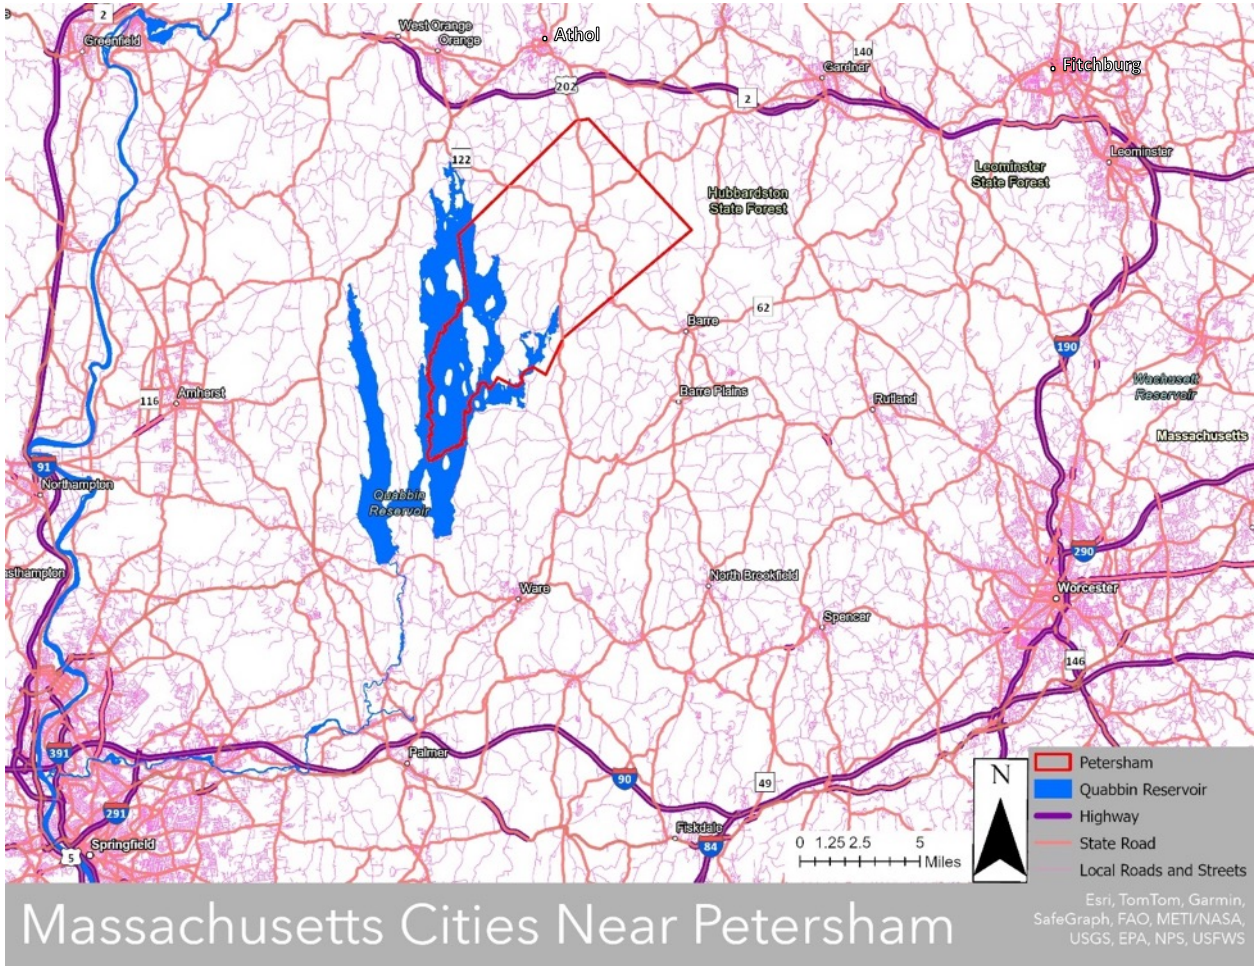 2
Greenfield
West Orange
Orange
Athol
140
Gardner
Fitchburg
202
2
122
Leominster
Leominster
State Forest
Hubbardston
State Forest
62
Barre
190
Wachusett
Reservoir
116
Amherst
Barre Plains
Rutland
Massachusetts
91
Northampton
Quabbin
Reservoir
290
asthampton
Ware
North Brookfield
Worcester
Spencer
146
391
Palmer
90
49
291
Springfield
5
Fiskdale
84
0 1.25 2.5 5
Miles
N
Petersham
Quabbin Reservoir
Highway
State Road
Local Roads and Streets
Massachusetts Cities Near Petersham
Esri, TomTom, Garmin,
SafeGraph, FAO, METI/NASA,
USGS, EPA, NPS, USFWS